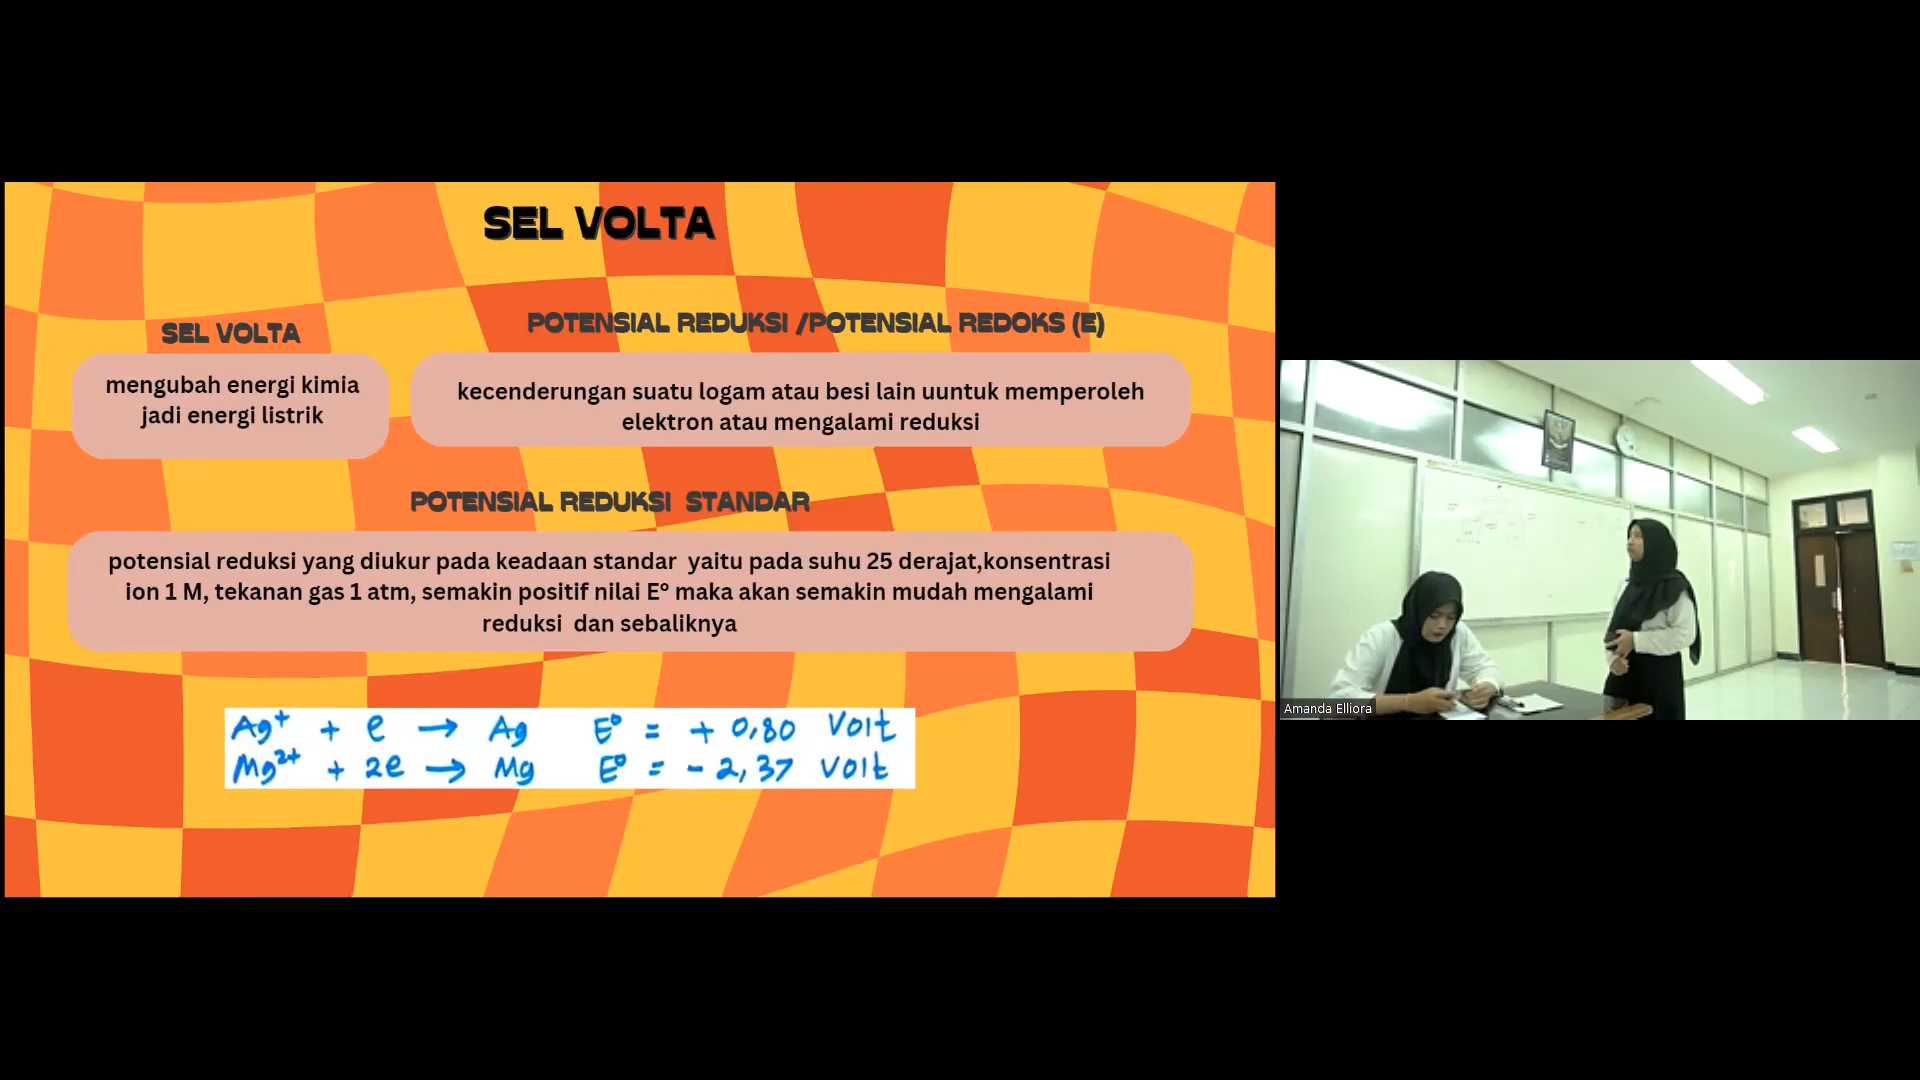 SEL VOLTA
SEL VOLTA
mengubah energi kimia
jadi energi listrik
POTENSIAL REDUKSI /POTENSIAL REDOKS (E)
kecenderungan suatu logam atau besi lain uuntuk memperoleh
elektron atau mengalami reduksi
POTENSIAL REDUKSI STANDAR
potensial reduksi yang diukur pada keadaan standar yaitu pada suhu 25 derajat,konsentrasi
ion 1 M, tekanan gas 1 atm, semakin positif nilai E° maka akan semakin mudah mengalami
reduksi dan sebaliknya
Ag⁺ + e → Ag E° = + 0,80 Volt
Mg²⁺ + 2e → Mg E° = - 2,37 volt
Amanda Elliora